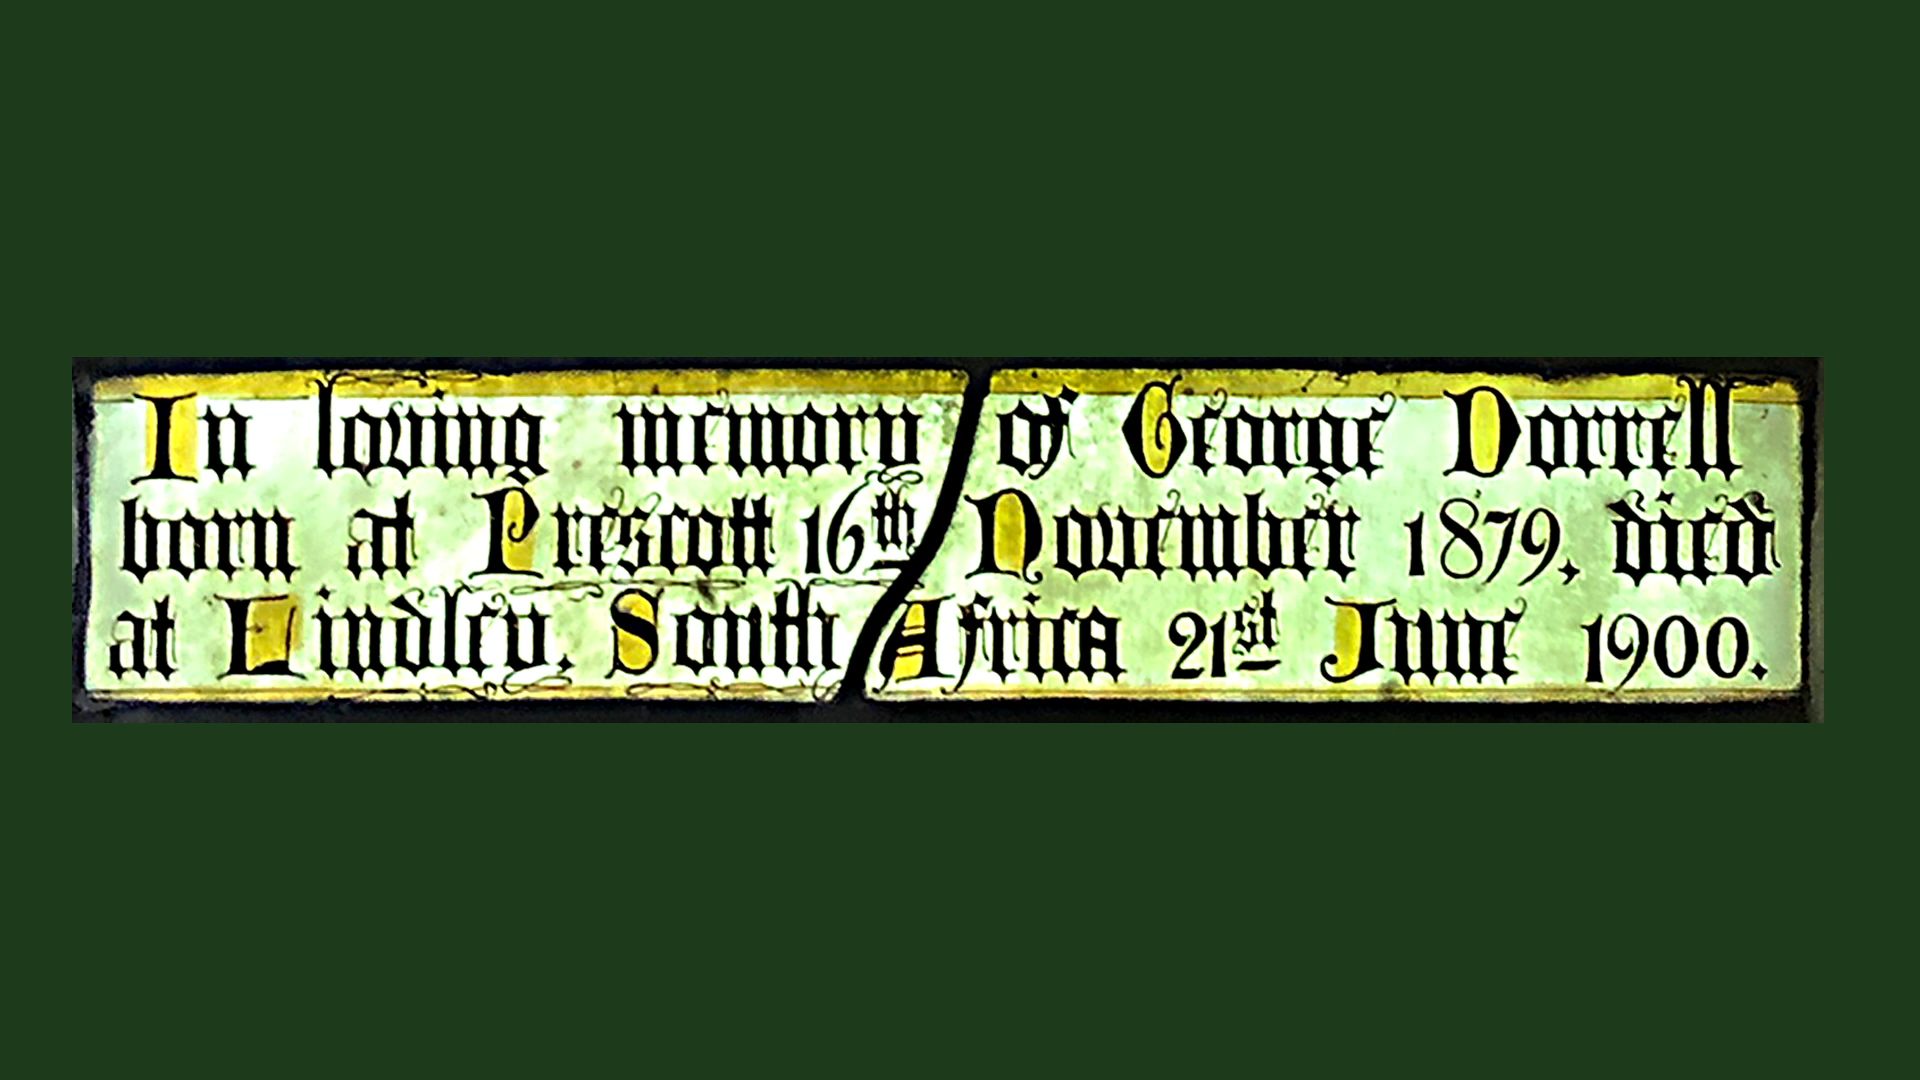 In loving memory of George Dorrell
born at Prescott 16th November 1879, died
at Lindley, South Africa 21st June 1900.